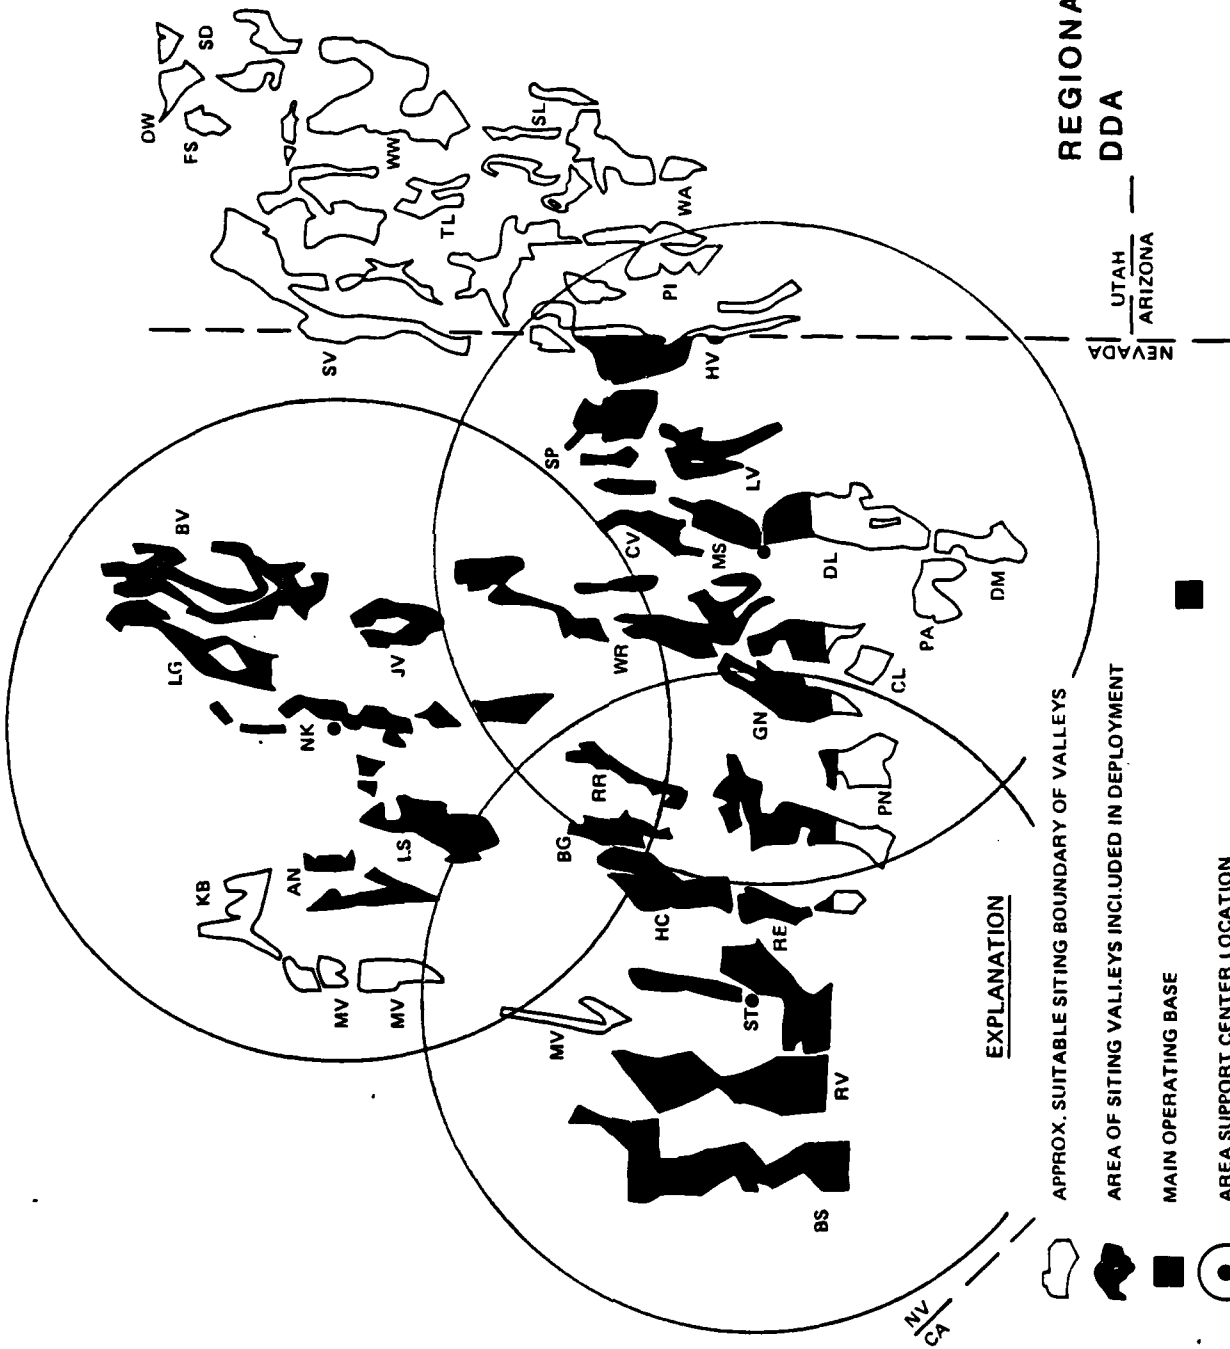 DW
SD
FS
WW
SL
TL
WA
PI
SV
HV
BV
SP
LV
LG
CV
MS
JV
DL
DM
NK
WR
PA
CL
GN
RR
PN
KB
AN
LS
BG
HC
RE
MV
MV
MV
ST
RV
BS
NV
CA
UTAH
ARIZONA
NEVADA
REGIONA
DDA
EXPLANATION
APPROX. SUITABLE SITING BOUNDARY OF VALLEYS
AREA OF SITING VALLEYS INCLUDED IN DEPLOYMENT
MAIN OPERATING BASE
AREA SUPPORT CENTER LOCATION